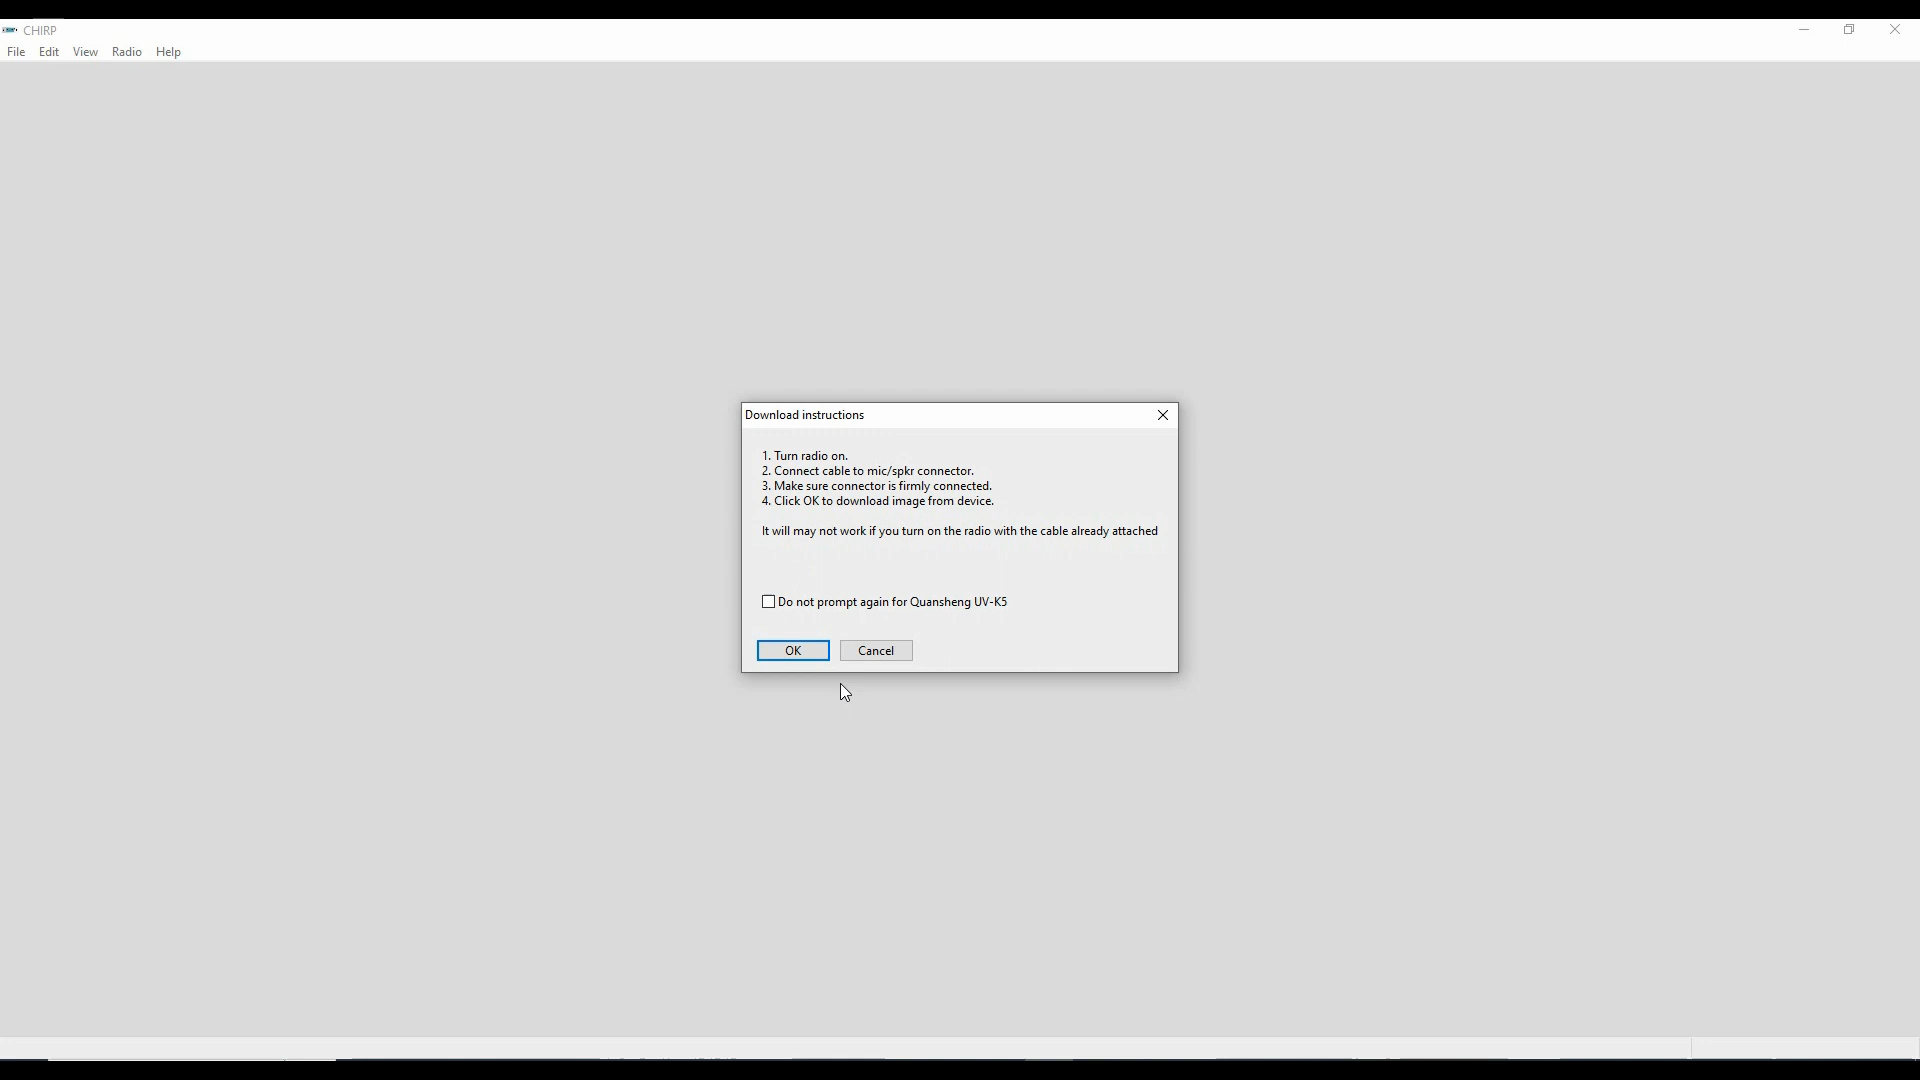 CHIRP
File Edit View Radio Help
Download instructions
1. Turn radio on.
2. Connect cable to mic/spkr connector.
3. Make sure connector is firmly connected.
4. Click OK to download image from device.
It will may not work if you turn on the radio with the cable already attached
Do not prompt again for Quansheng UV-K5
OK Cancel